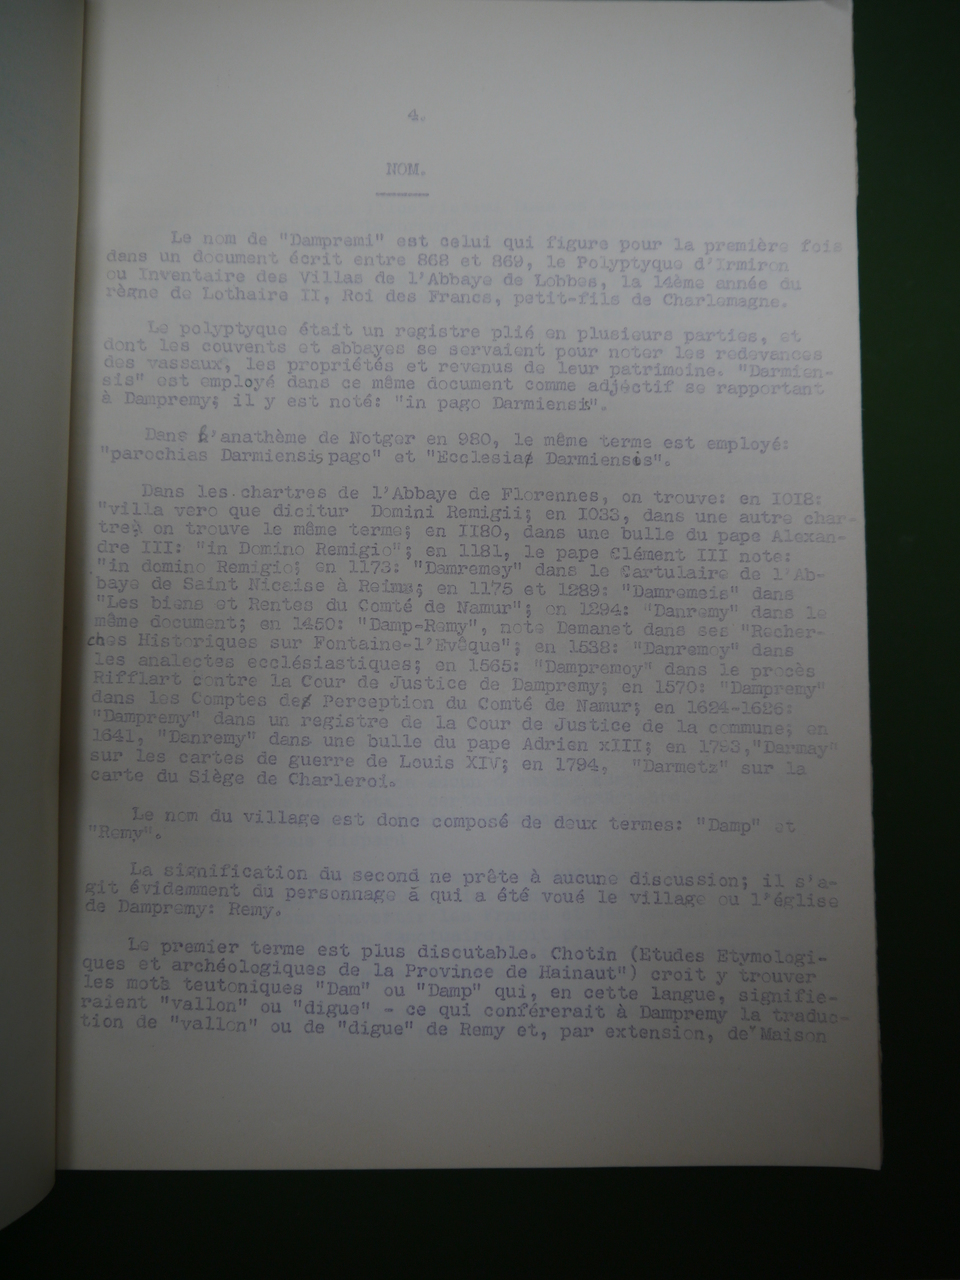 4.
NOM.
Le nom de "Dampremi" est celui qui figure pour la première fois
dans un document écrit entre 868 et 869, le Polyptyque d'Irmiron
ou Inventaire des Villas de l'Abbaye de Lobbes, la 14ème année du
règne de Lothaire II, Roi des Francs, petit-fils de Charlemagne.
Le polyptyque était un registre plié en plusieurs parties, et
dont les couvents et abbayes se servaient pour noter les redevances
des vassaux, les propriétés et revenus de leur patrimoine. "Darmien-
sis" est employé dans ce même document comme adjectif se rapportant
à Dampremy; il y est noté: "in pago Darmiensis".
Dans l'anathème de Notger en 980, le même terme est employé:
"parochias Darmiensis pago" et "Ecclesiae Darmiensis".
Dans les chartres de l'Abbaye de Florennes, on trouve: en I0I8:
"villa vero que dicitur Domini Remigii; en I033, dans une autre char-
tre, on trouve le même terme; en II80, dans une bulle du pape Alexan-
dre III: "in Domino Remigio"; en 1181, le pape Clément III note:
"in domino Remigio; en 1173: "Damremey" dans le Cartulaire de l'Ab-
baye de Saint Nicaise à Reims; en 1175 et 1289: "Damremeis" dans
"Les biens et Rentes du Comté de Namur"; en 1294: "Danremy" dans le
même document; en 1450: "Damp-Remy", note Demanet dans ses "Recher-
ches Historiques sur Fontaine-l'Evêque"; en 1538: "Danremoy" dans
les analectes ecclésiastiques; en 1565: "Dampremoy" dans le procès
Rifflart contre la Cour de Justice de Dampremy; en 1570: "Dampremy"
dans les Comptes de Perception du Comté de Namur; en 1624-1626:
"Dampremy" dans un registre de la Cour de Justice de la commune; en
1641, "Danremy" dans une bulle du pape Adrien xIII; en 1793,"Darmay"
sur les cartes de guerre de Louis XIV; en 1794, "Darmetz" sur la
carte du Siège de Charleroi.
Le nom du village est donc composé de deux termes: "Damp" et
"Remy".
La signification du second ne prête à aucune discussion; il s'a-
git évidemment du personnage à qui a été voué le village ou l'église
de Dampremy: Remy.
Le premier terme est plus discutable. Chotin (Etudes Etymologi-
ques et archéologiques de la Province de Hainaut") croit y trouver
les mots teutoniques "Dam" ou "Damp" qui, en cette langue, signifie-
raient "vallon" ou "digue" - ce qui conférerait à Dampremy la traduc-
tion de "vallon" ou de "digue" de Remy et, par extension, de Maison